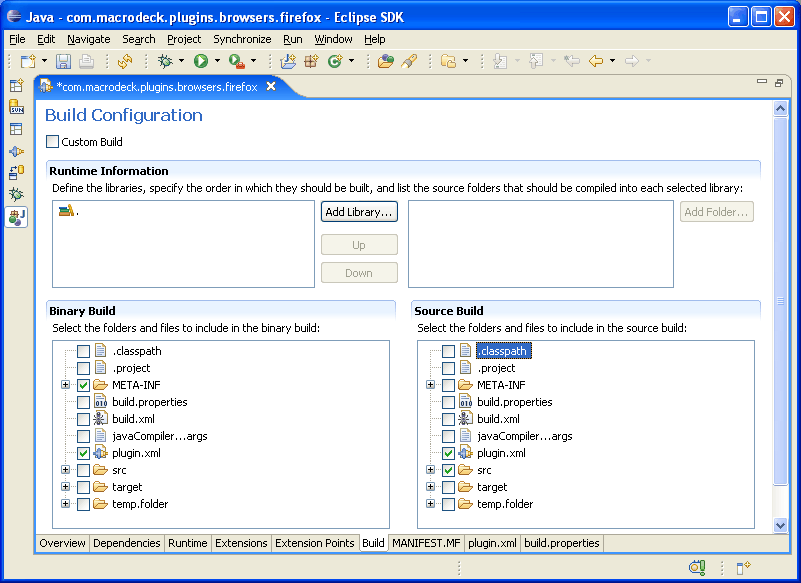 Java - com.macrodeck.plugins.browsers.firefox - Eclipse SDK
File Edit Navigate Search Project Synchronize Run Window Help
*com.macrodeck.plugins.browsers.firefox
Build Configuration
Custom Build
Runtime Information
Define the libraries, specify the order in which they should be built, and list the source folders that should be compiled into each selected library:
. Add Library... Add Folder...
Up
Down
Binary Build
Select the folders and files to include in the binary build:
.classpath
.project
META-INF
build.properties
build.xml
javaCompiler...args
plugin.xml
src
target
temp.folder
Source Build
Select the folders and files to include in the source build:
.classpath
.project
META-INF
build.properties
build.xml
javaCompiler...args
plugin.xml
src
target
temp.folder
Overview Dependencies Runtime Extensions Extension Points Build MANIFEST.MF plugin.xml build.properties